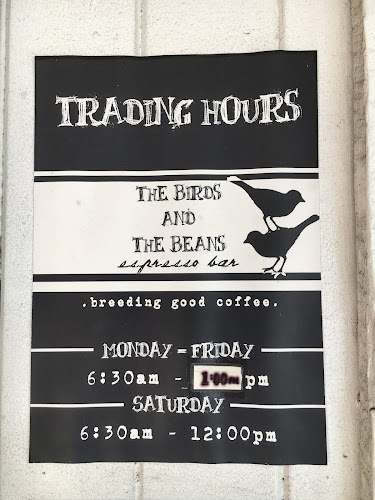 TRADING HOURS
THE BIRDS
AND
THE BEANS
espresso bar
.breeding good coffee.
MONDAY - FRIDAY
6:30am - 1:00pm pm
SATURDAY
6:30am - 12:00pm